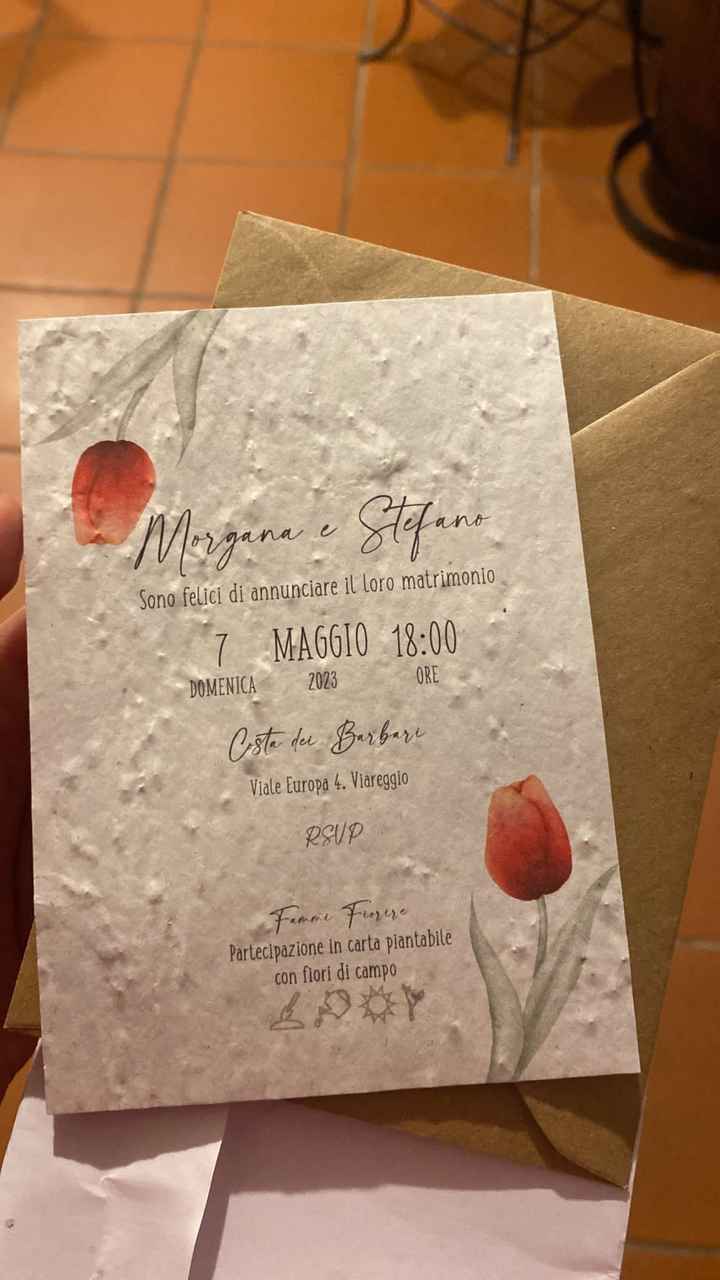 Morgana e Stefano
Sono felici di annunciare il loro matrimonio
7 MAGGIO 18:00
DOMENICA 2023 ORE
Costa dei Barbari
Viale Europa 4. Viareggio
RSVP
Fammi Fiorire
Partecipazione in carta piantabile
con fiori di campo